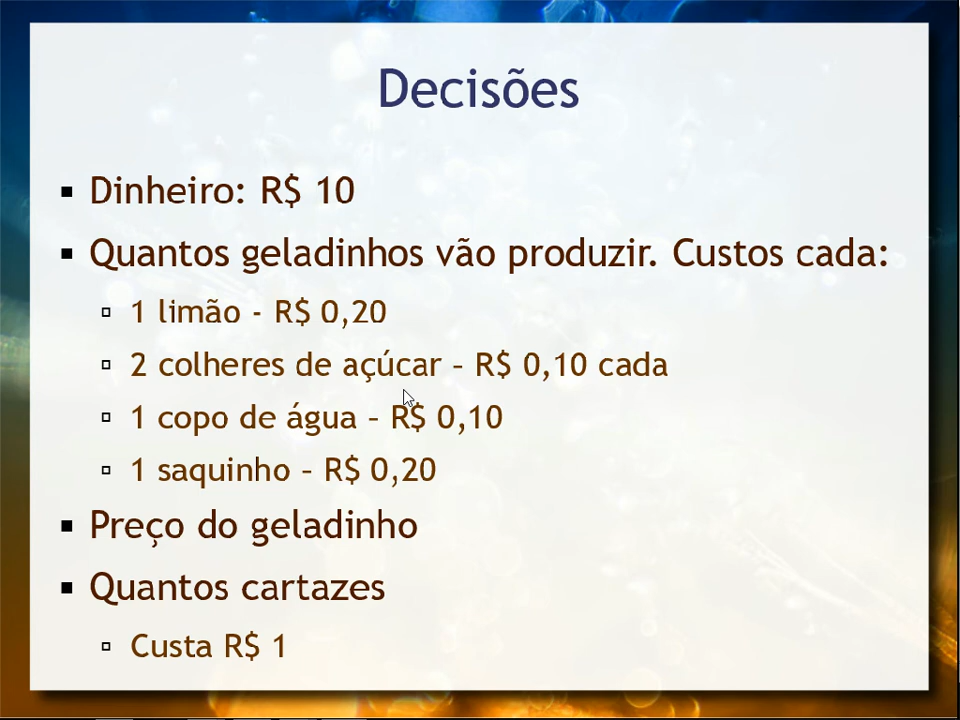 Decisões
Dinheiro: R$ 10
Quantos geladinhos vão produzir. Custos cada:
1 limão - R$ 0,20
2 colheres de açúcar – R$ 0,10 cada
1 copo de água – R$ 0,10
1 saquinho – R$ 0,20
Preço do geladinho
Quantos cartazes
Custa R$ 1